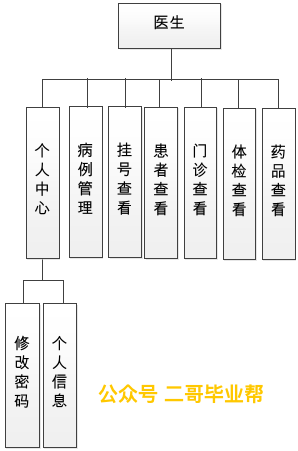 医生
个人中心
病例管理
挂号查看
患者查看
门诊查看
体检查看
药品查看
修改密码
个人信息
公众号 二哥毕业帮